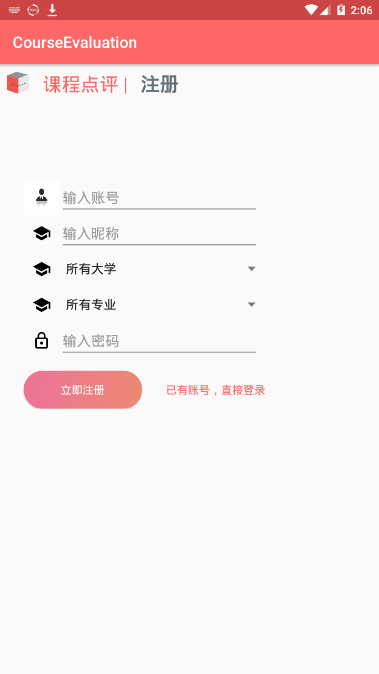 2:06
CourseEvaluation
课程点评 | 注册
输入账号
输入昵称
所有大学
所有专业
输入密码
立即注册 已有账号，直接登录